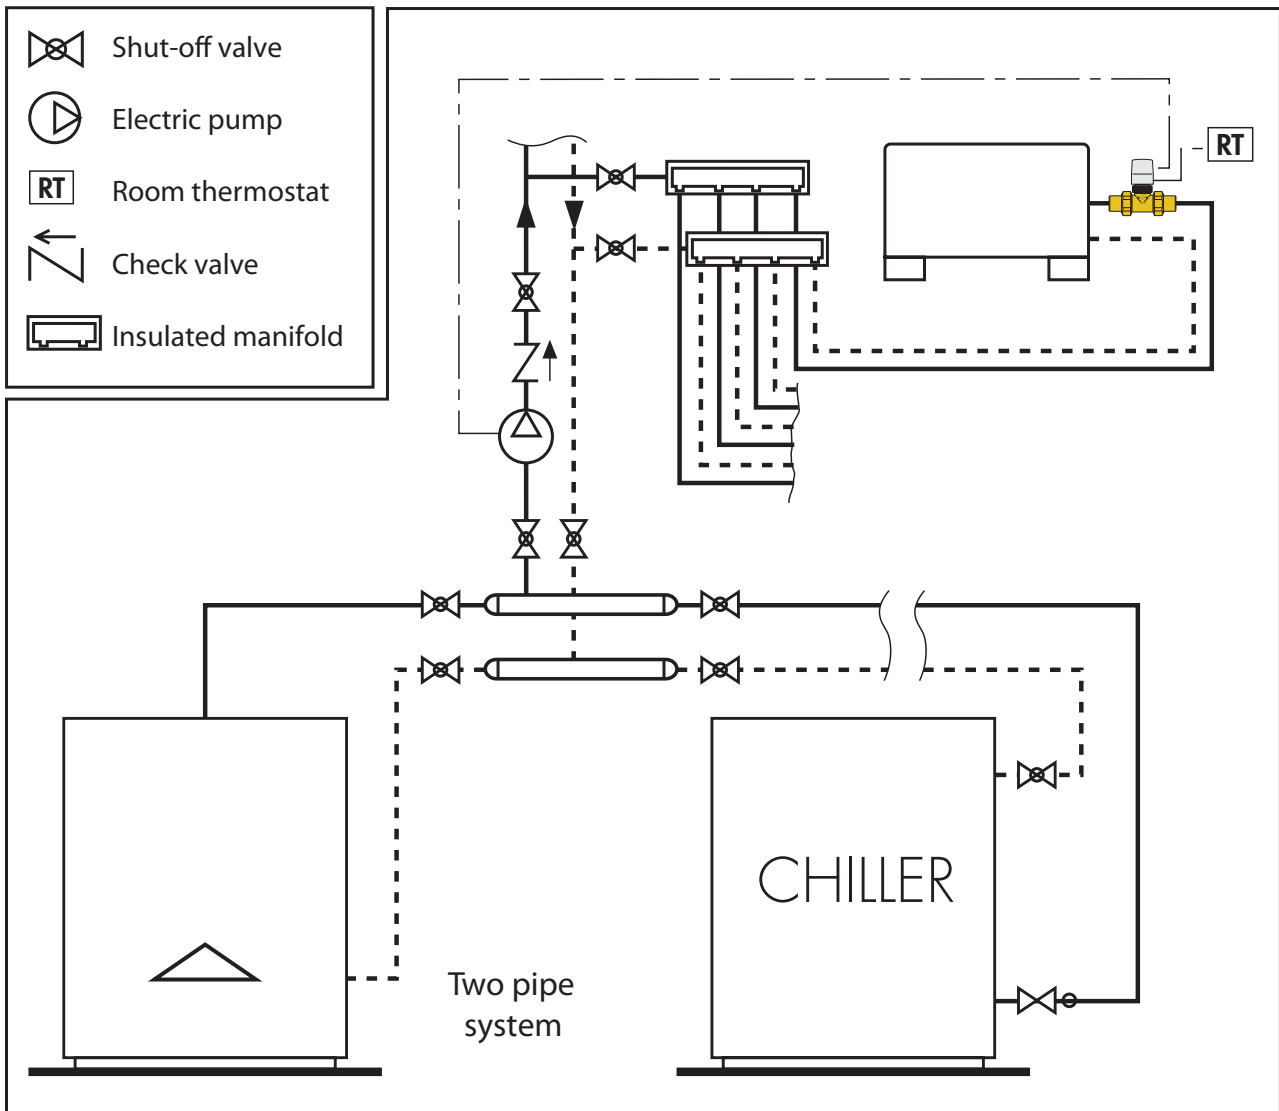 Shut-off valve
Electric pump
RT Room thermostat
Check valve
Insulated manifold
RT
CHILLER
Two pipe
system